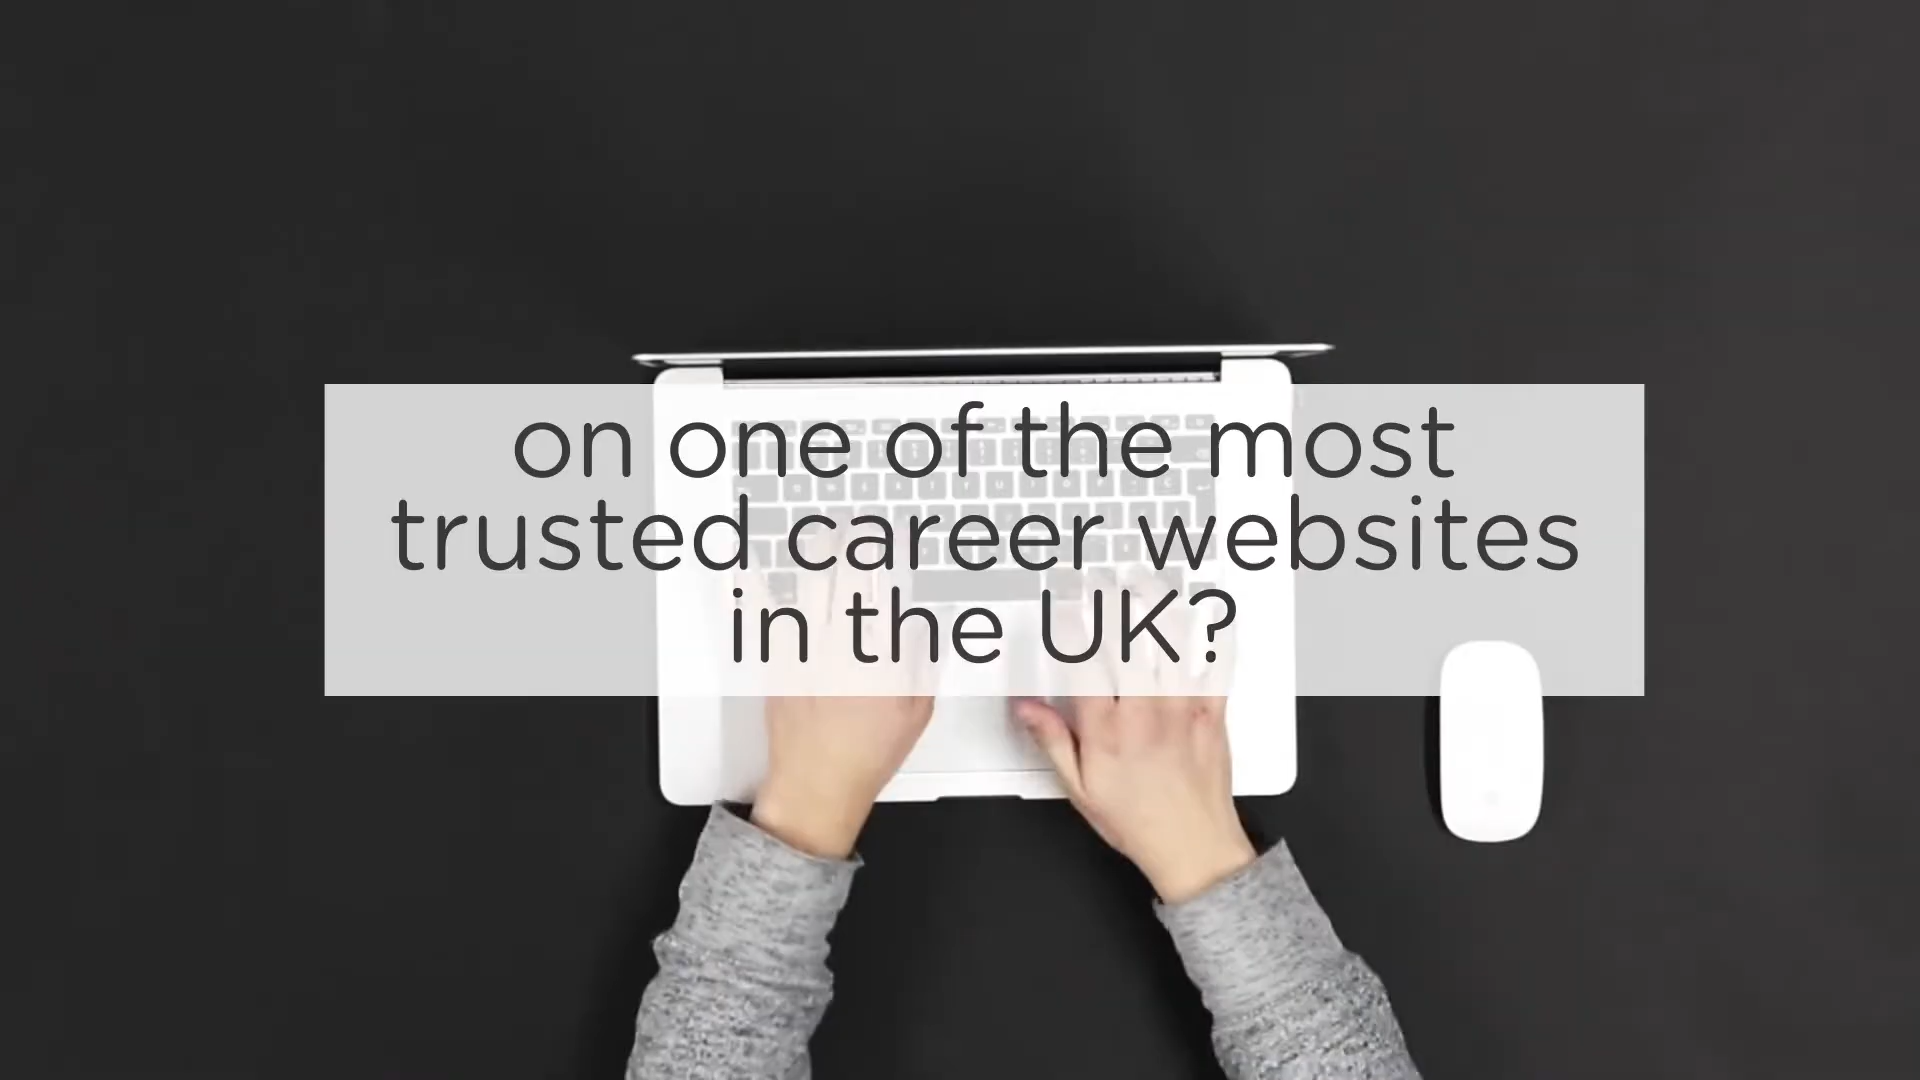 on one of the most
trusted career websites
in the UK?